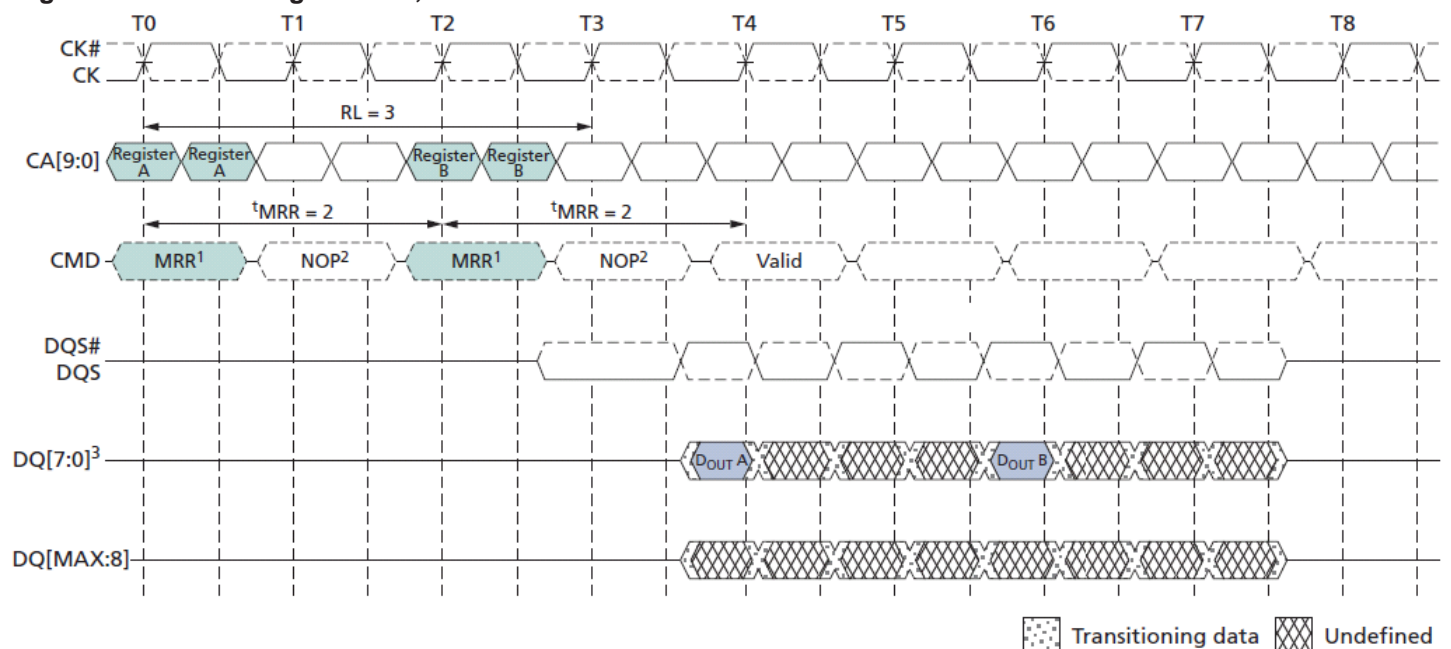 T0 T1 T2 T3 T4 T5 T6 T7 T8
CK#
CK
RL = 3
CA[9:0] Register A Register A Register B Register B
tMRR = 2 tMRR = 2
CMD MRR1 NOP2 MRR1 NOP2 Valid
DQS#
DQS
DQ[7:0]3 DOUT A DOUT B
DQ[MAX:8]
Transitioning data Undefined